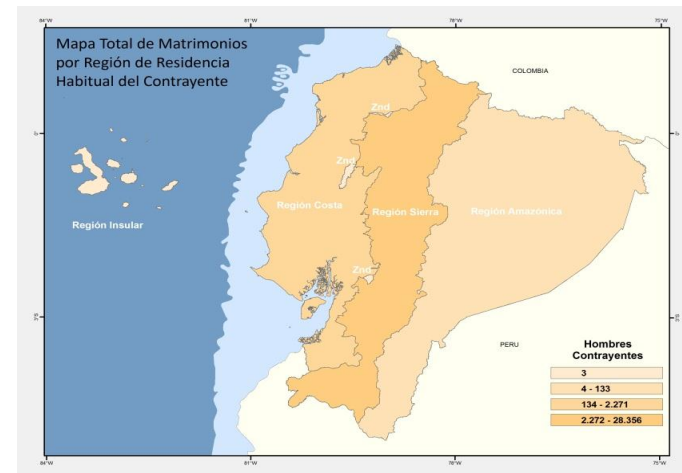 84°W
81°W
78°W
75°W
Mapa Total de Matrimonios
por Región de Residencia
Habitual del Contrayente
COLOMBIA
Znd
0°
0°
Znd
Región Costa
Región Sierra
Región Amazónica
Región Insular
Znd
3°S
3°S
PERU
Hombres
Contrayentes
3
4 - 133
134 - 2.271
2.272 - 28.356
84°W
81°W
78°W
75°W